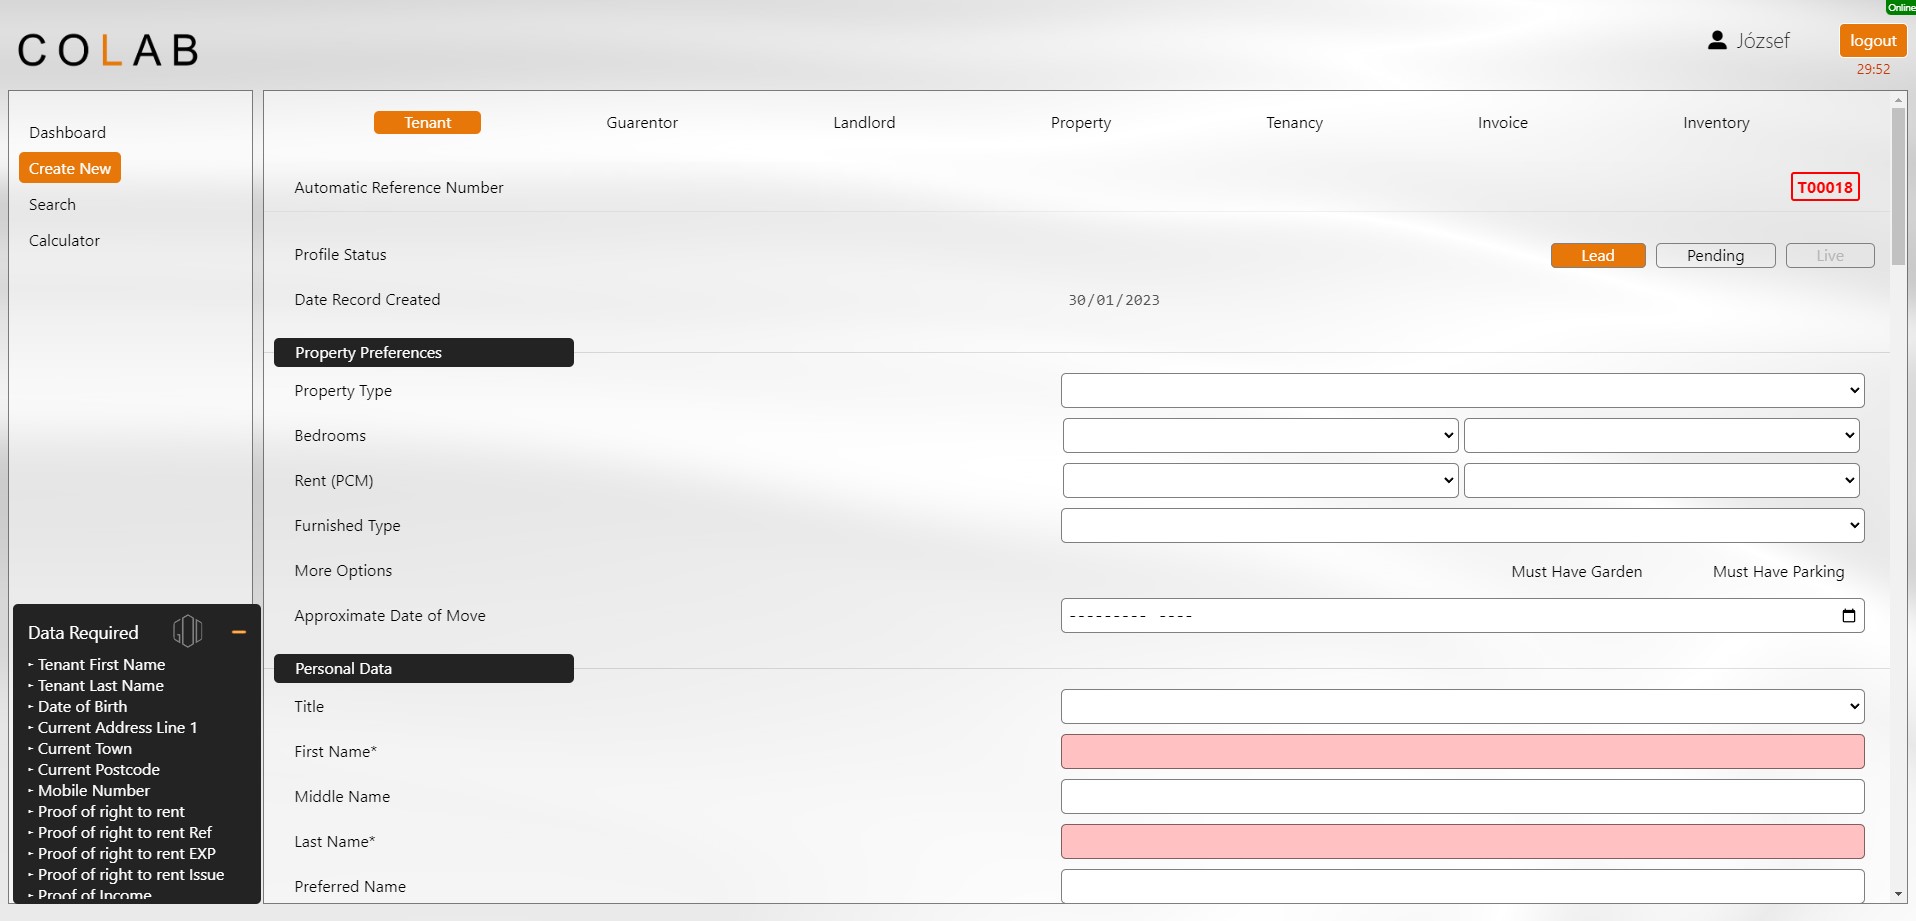 Online
COLAB
József
logout
29:52
Dashboard
Create New
Search
Calculator
Tenant Guarentor Landlord Property Tenancy Invoice Inventory
Automatic Reference Number T00018
Profile Status Lead Pending Live
Date Record Created 30/01/2023
Property Preferences
Property Type
Bedrooms
Rent (PCM)
Furnished Type
More Options Must Have Garden Must Have Parking
Approximate Date of Move --------- ----
Personal Data
Title
First Name*
Middle Name
Last Name*
Preferred Name
Data Required
- Tenant First Name
- Tenant Last Name
- Date of Birth
- Current Address Line 1
- Current Town
- Current Postcode
- Mobile Number
- Proof of right to rent
- Proof of right to rent Ref
- Proof of right to rent EXP
- Proof of right to rent Issue
- Proof of Income